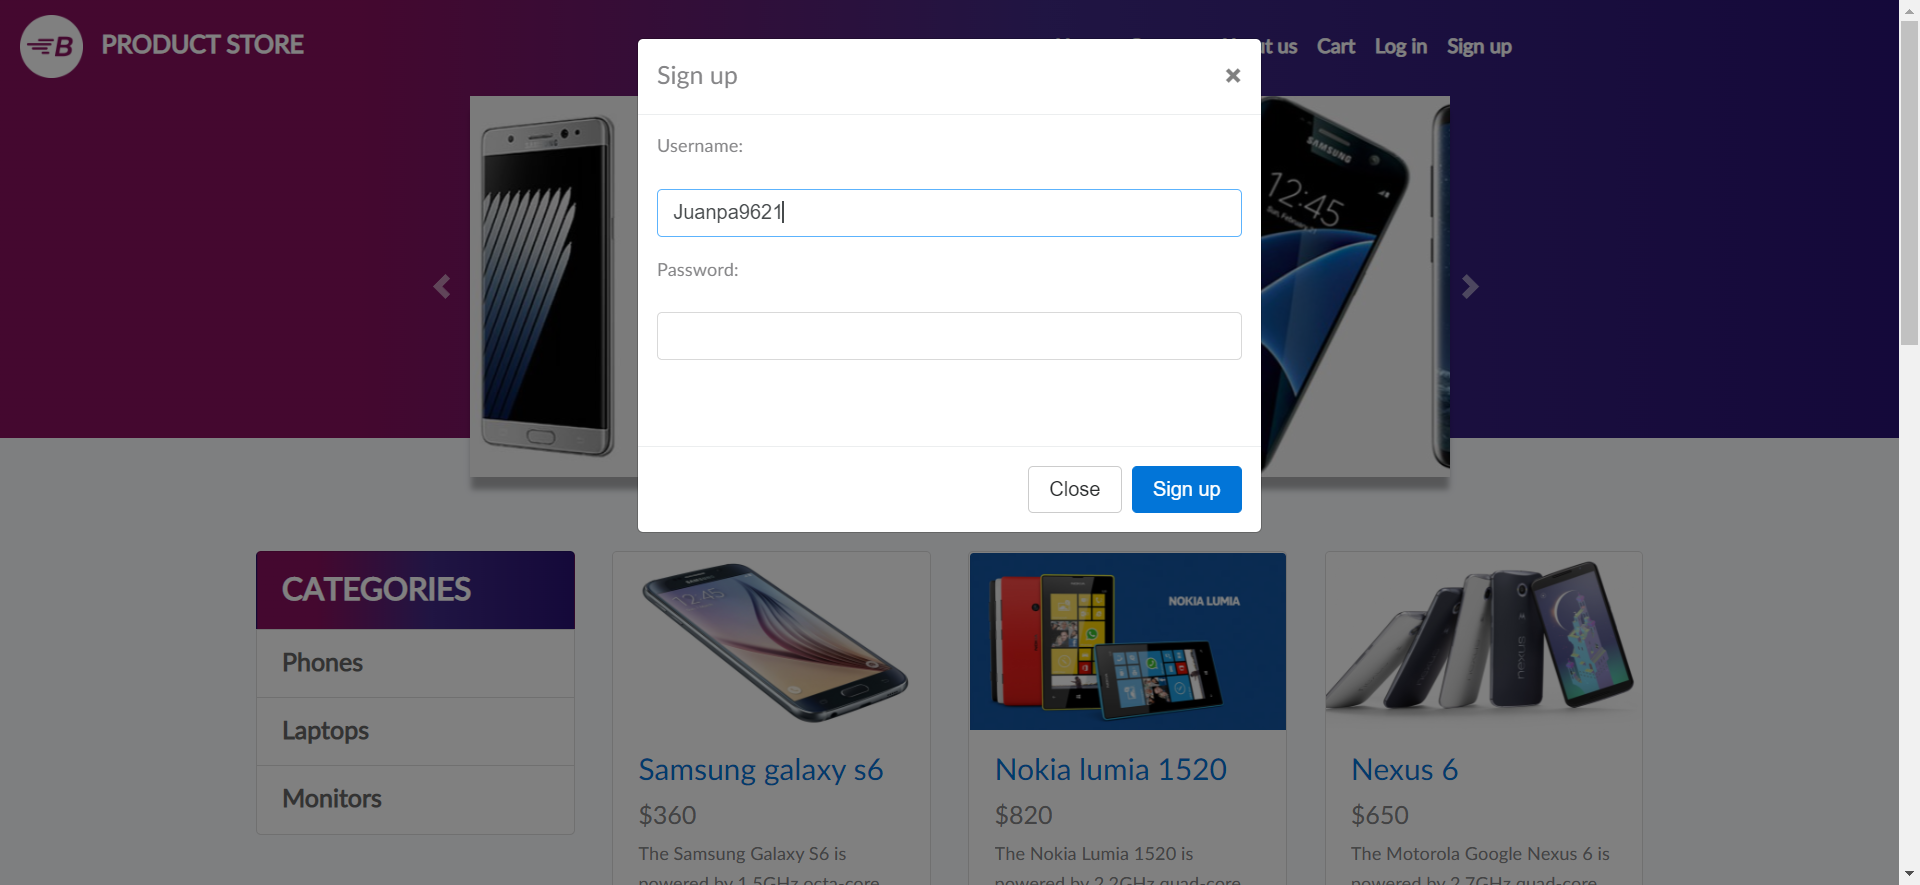 B PRODUCT STORE
t us Cart Log in Sign up
Sign up ×
Username:
Juanpa9621
Password:
Close Sign up
SAMSUNG
12:45
CATEGORIES
Phones
Laptops
Monitors
NOKIA LUMIA
Samsung galaxy s6
$360
The Samsung Galaxy S6 is
powered by 1.5GHz octa-core
Nokia lumia 1520
$820
The Nokia Lumia 1520 is
powered by 2.2GHz quad-core
Nexus 6
$650
The Motorola Google Nexus 6 is
powered by 2.7GHz quad-core